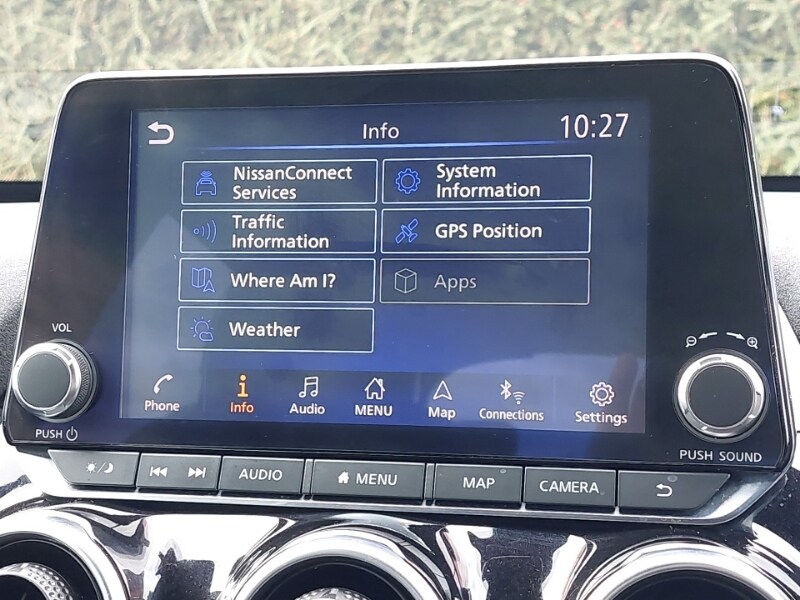 Info
10:27
NissanConnect
Services
System
Information
Traffic
Information
GPS Position
Where Am I?
Apps
Weather
Phone
Info
Audio
MENU
Map
Connections
Settings
VOL
PUSH
PUSH SOUND
AUDIO
MENU
MAP
CAMERA